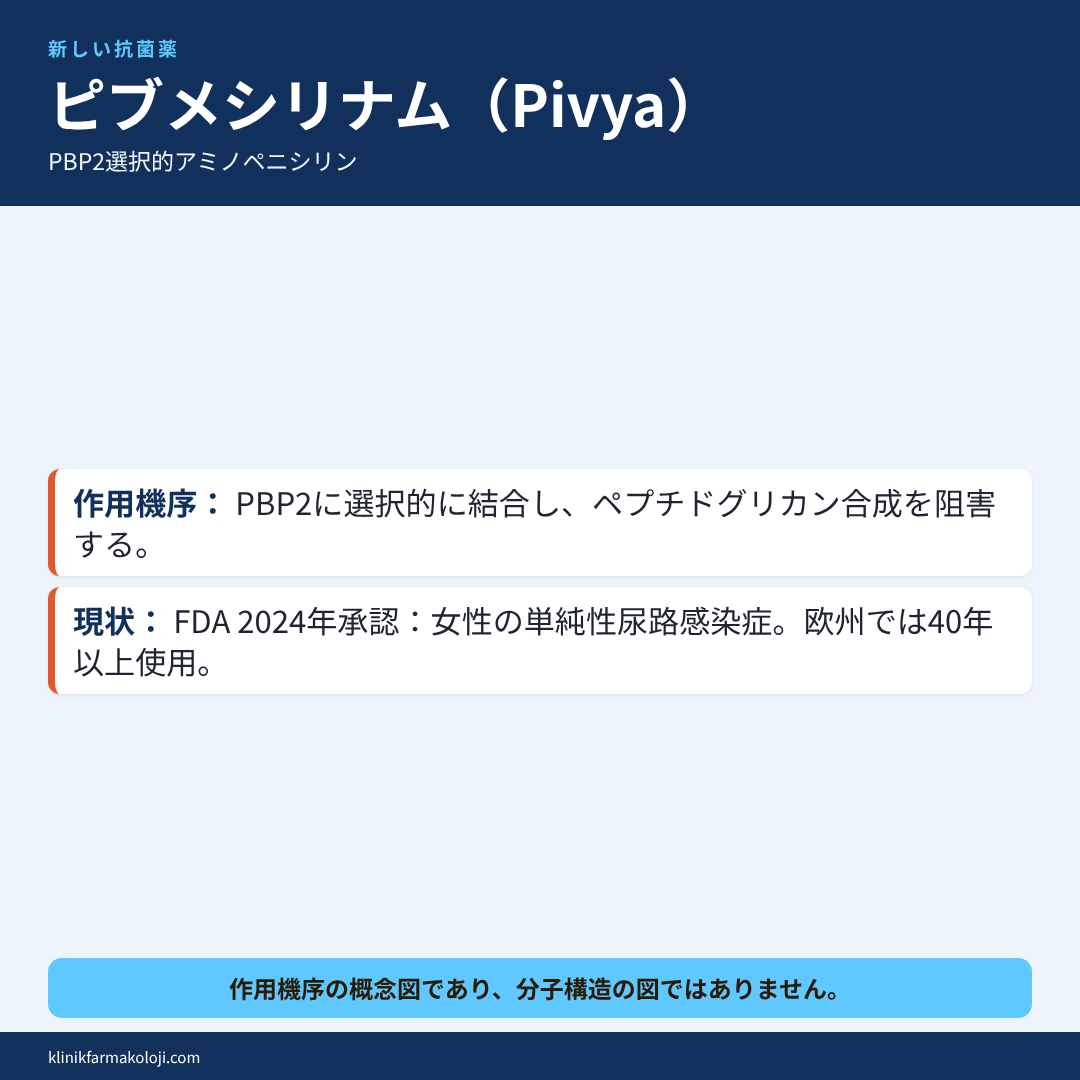 新しい抗菌薬
ピブメシリナム（Pivya）
PBP2選択的アミノペニシリン
作用機序： PBP2に選択的に結合し、ペプチドグリカン合成を阻害
する。
現状： FDA 2024年承認：女性の単純性尿路感染症。欧州では40年
以上使用。
作用機序の概念図であり、分子構造の図ではありません。
klinikfarmakoloji.com